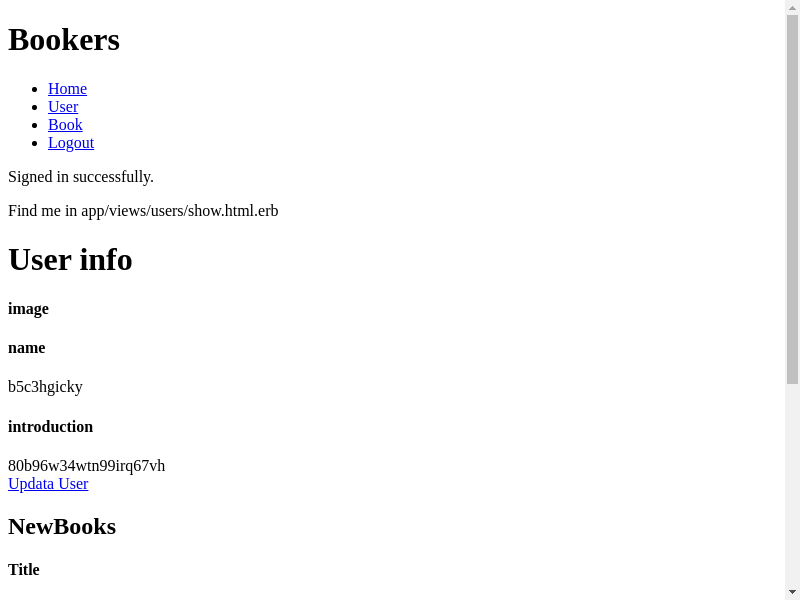 Bookers
Home
User
Book
Logout
Signed in successfully.
Find me in app/views/users/show.html.erb
User info
image
name
b5c3hgicky
introduction
80b96w34wtn99irq67vh
Updata User
NewBooks
Title